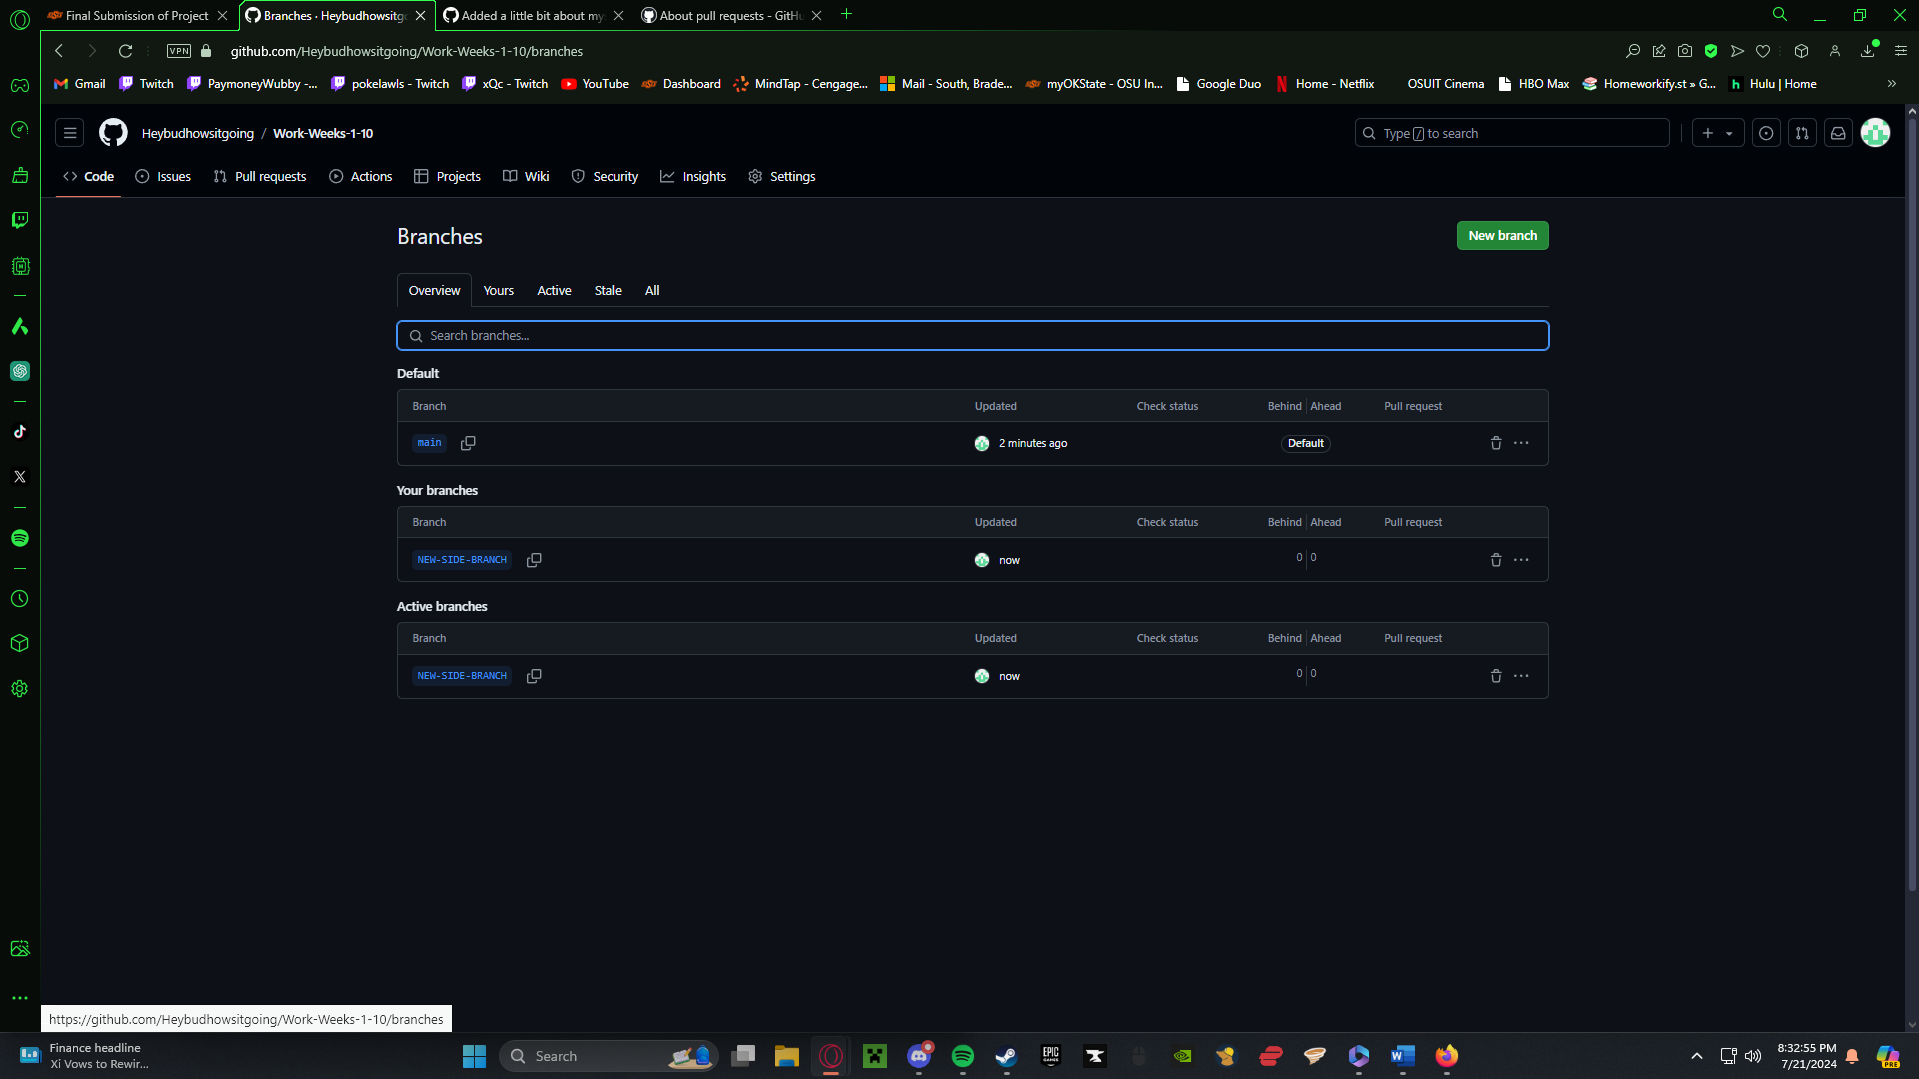 Final Submission of Project
Branches · Heybudhowsitgoing
Added a little bit about my
About pull requests - GitHu
VPN
github.com/Heybudhowsitgoing/Work-Weeks-1-10/branches
Gmail
Twitch
PaymoneyWubby -...
pokelawls - Twitch
xQc - Twitch
YouTube
Dashboard
MindTap - Cengage...
Mail - South, Brade...
myOKState - OSU In...
Google Duo
Home - Netflix
OSUIT Cinema
HBO Max
Homeworkify.st » G...
Hulu | Home
Heybudhowsitgoing / Work-Weeks-1-10
Type / to search
Code
Issues
Pull requests
Actions
Projects
Wiki
Security
Insights
Settings
Branches
New branch
Overview
Yours
Active
Stale
All
Search branches...
Default
Branch Updated Check status Behind Ahead Pull request
main 2 minutes ago Default
Your branches
Branch Updated Check status Behind Ahead Pull request
NEW-SIDE-BRANCH now 0 0
Active branches
Branch Updated Check status Behind Ahead Pull request
NEW-SIDE-BRANCH now 0 0
https://github.com/Heybudhowsitgoing/Work-Weeks-1-10/branches
Finance headline
Xi Vows to Rewir...
Search
EPIC
GAMES
PRE
8:32:55 PM
7/21/2024